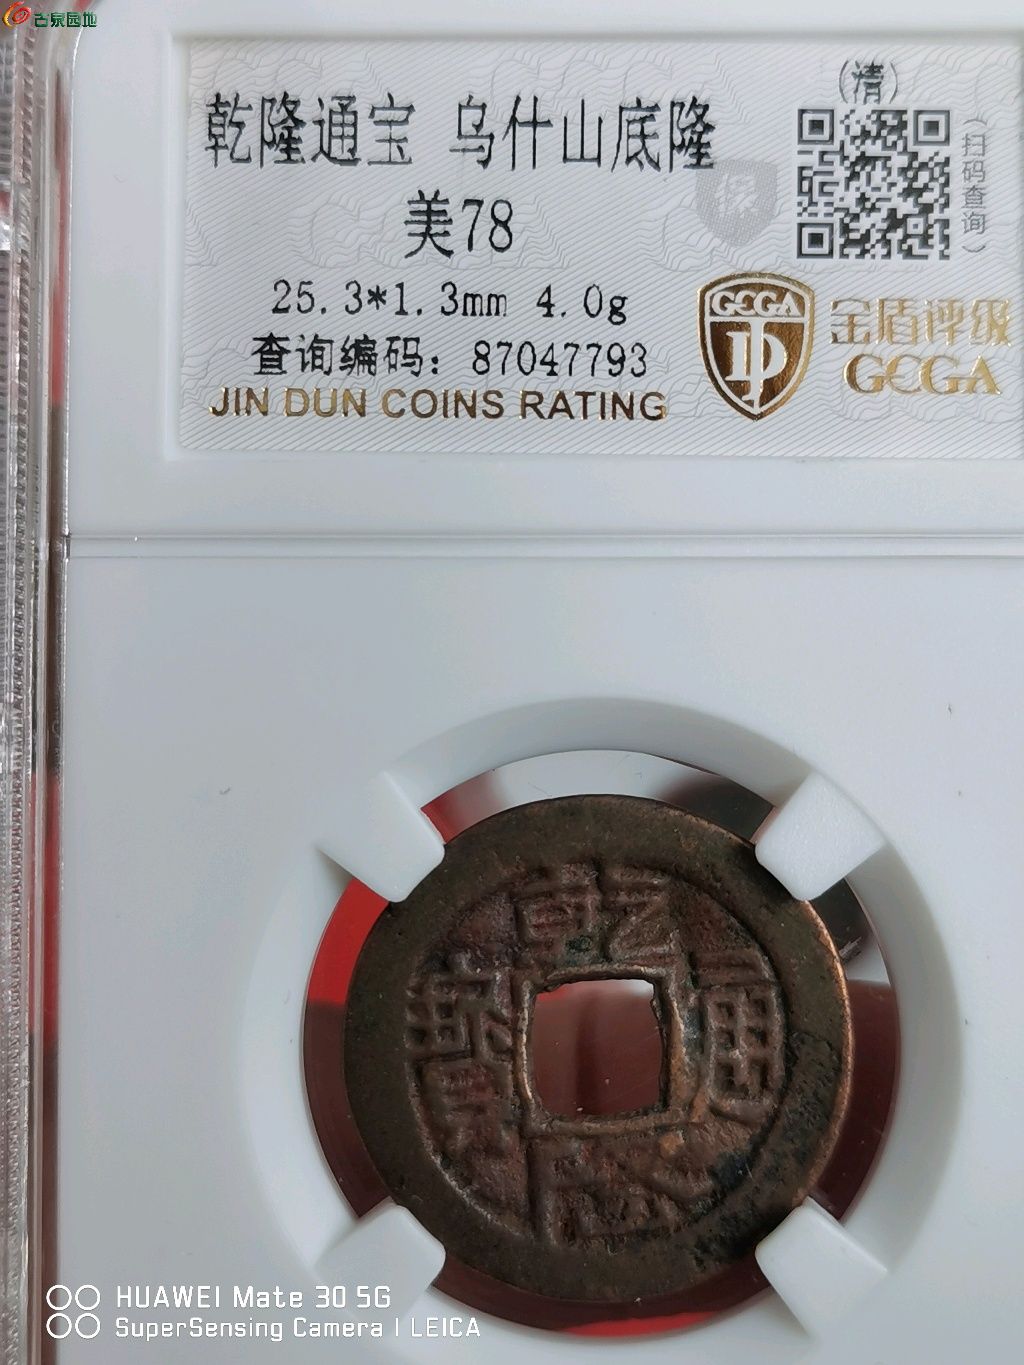 古泉园地
(清)
乾隆通宝 乌什山底隆
美78
25.3*1.3mm 4.0g
查询编码：87047793
JIN DUN COINS RATING
(扫码查询)
GCGA
金盾评级
GCGA
乾隆通寳
HUAWEI Mate 30 5G
SuperSensing Camera | LEICA